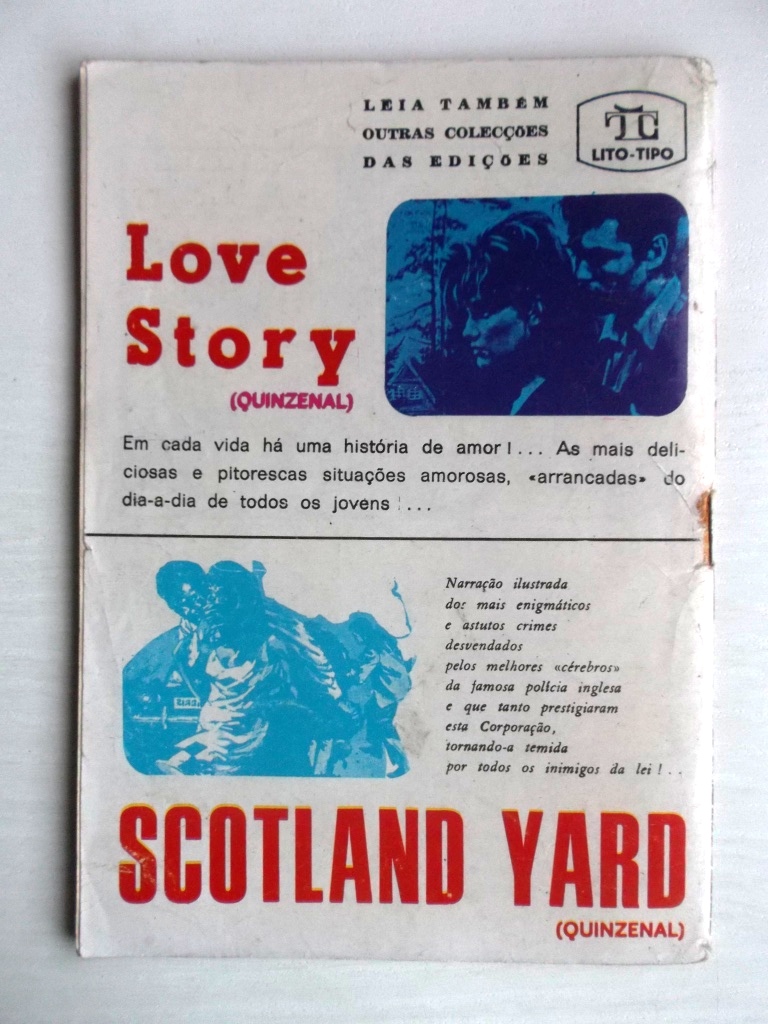 LEIA TAMBÉM
OUTRAS COLECÇÕES
DAS EDIÇÕES
LITO-TIPO
Love
Story
(QUINZENAL)
Em cada vida há uma história de amor!... As mais deli-
ciosas e pitorescas situações amorosas, «arrancadas» do
dia-a-dia de todos os jovens!...
Narração ilustrada
dos mais enigmáticos
e astutos crimes
desvendados
pelos melhores «cérebros»
da famosa polícia inglesa
e que tanto prestigiaram
esta Corporação,
tornando-a temida
por todos os inimigos da lei!..
SCOTLAND YARD
(QUINZENAL)